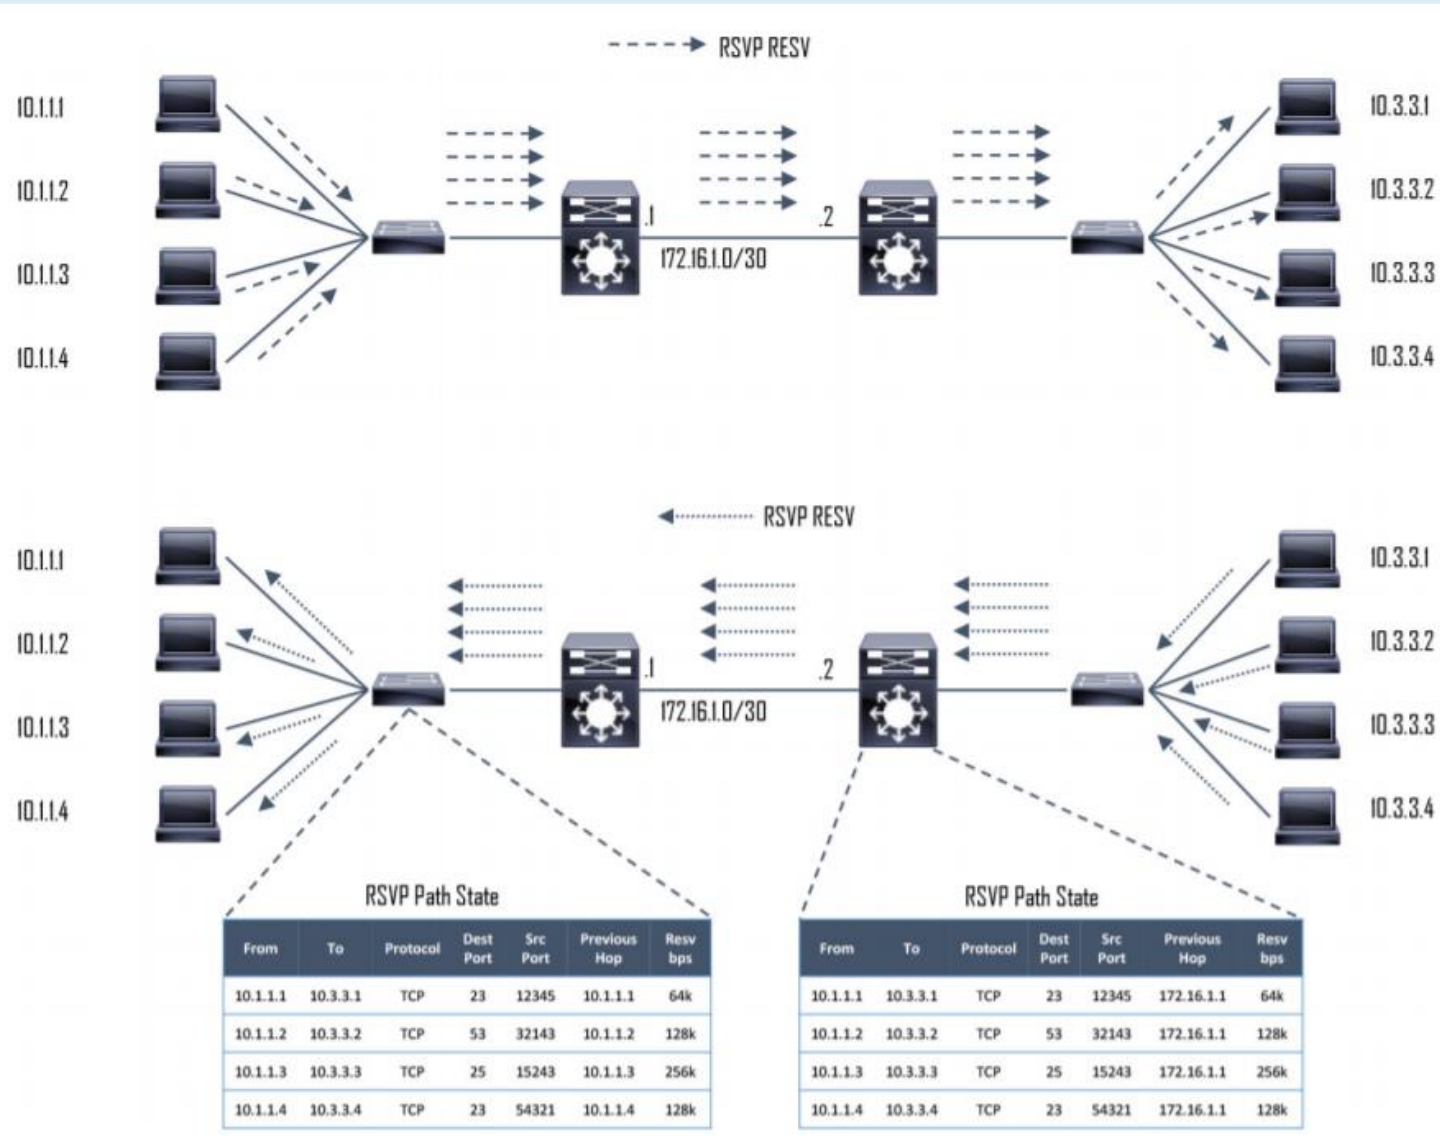 RSVP RESV
10.1.1.1
10.1.1.2
10.1.1.3
10.1.1.4
.1
.2
172.16.1.0/30
10.3.3.1
10.3.3.2
10.3.3.3
10.3.3.4
RSVP RESV
10.1.1.1
10.1.1.2
10.1.1.3
10.1.1.4
.1
.2
172.16.1.0/30
10.3.3.1
10.3.3.2
10.3.3.3
10.3.3.4
RSVP Path State
From To Protocol Dest Port Src Port Previous Hop Resv bps
10.1.1.1 10.3.3.1 TCP 23 12345 10.1.1.1 64k
10.1.1.2 10.3.3.2 TCP 53 32143 10.1.1.2 128k
10.1.1.3 10.3.3.3 TCP 25 15243 10.1.1.3 256k
10.1.1.4 10.3.3.4 TCP 23 54321 10.1.1.4 128k
RSVP Path State
From To Protocol Dest Port Src Port Previous Hop Resv bps
10.1.1.1 10.3.3.1 TCP 23 12345 172.16.1.1 64k
10.1.1.2 10.3.3.2 TCP 53 32143 172.16.1.1 128k
10.1.1.3 10.3.3.3 TCP 25 15243 172.16.1.1 256k
10.1.1.4 10.3.3.4 TCP 23 54321 172.16.1.1 128k